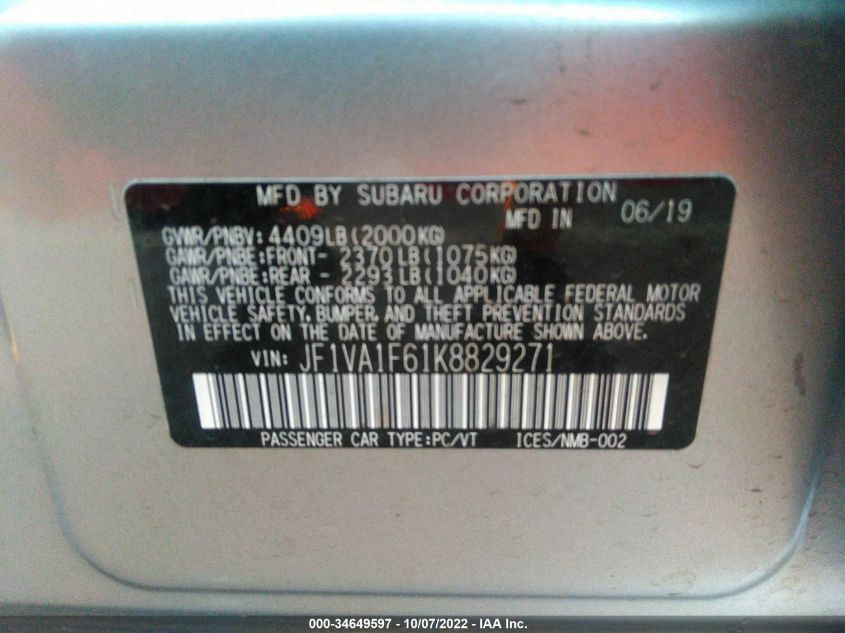 MFD BY SUBARU CORPORATION
MFD IN 06/19
GVWR/PNBV: 4409LB(2000KG)
GAWR/PNBE:FRONT- 2370LB(1075KG)
GAWR/PNBE:REAR - 2293LB(1040KG)
THIS VEHICLE CONFORMS TO ALL APPLICABLE FEDERAL MOTOR
VEHICLE SAFETY, BUMPER, AND THEFT PREVENTION STANDARDS
IN EFFECT ON THE DATE OF MANUFACTURE SHOWN ABOVE.
VIN: JF1VA1F61K8829271
PASSENGER CAR TYPE:PC/VT ICES/NMB-002
000-34649597 - 10/07/2022 - IAA Inc.